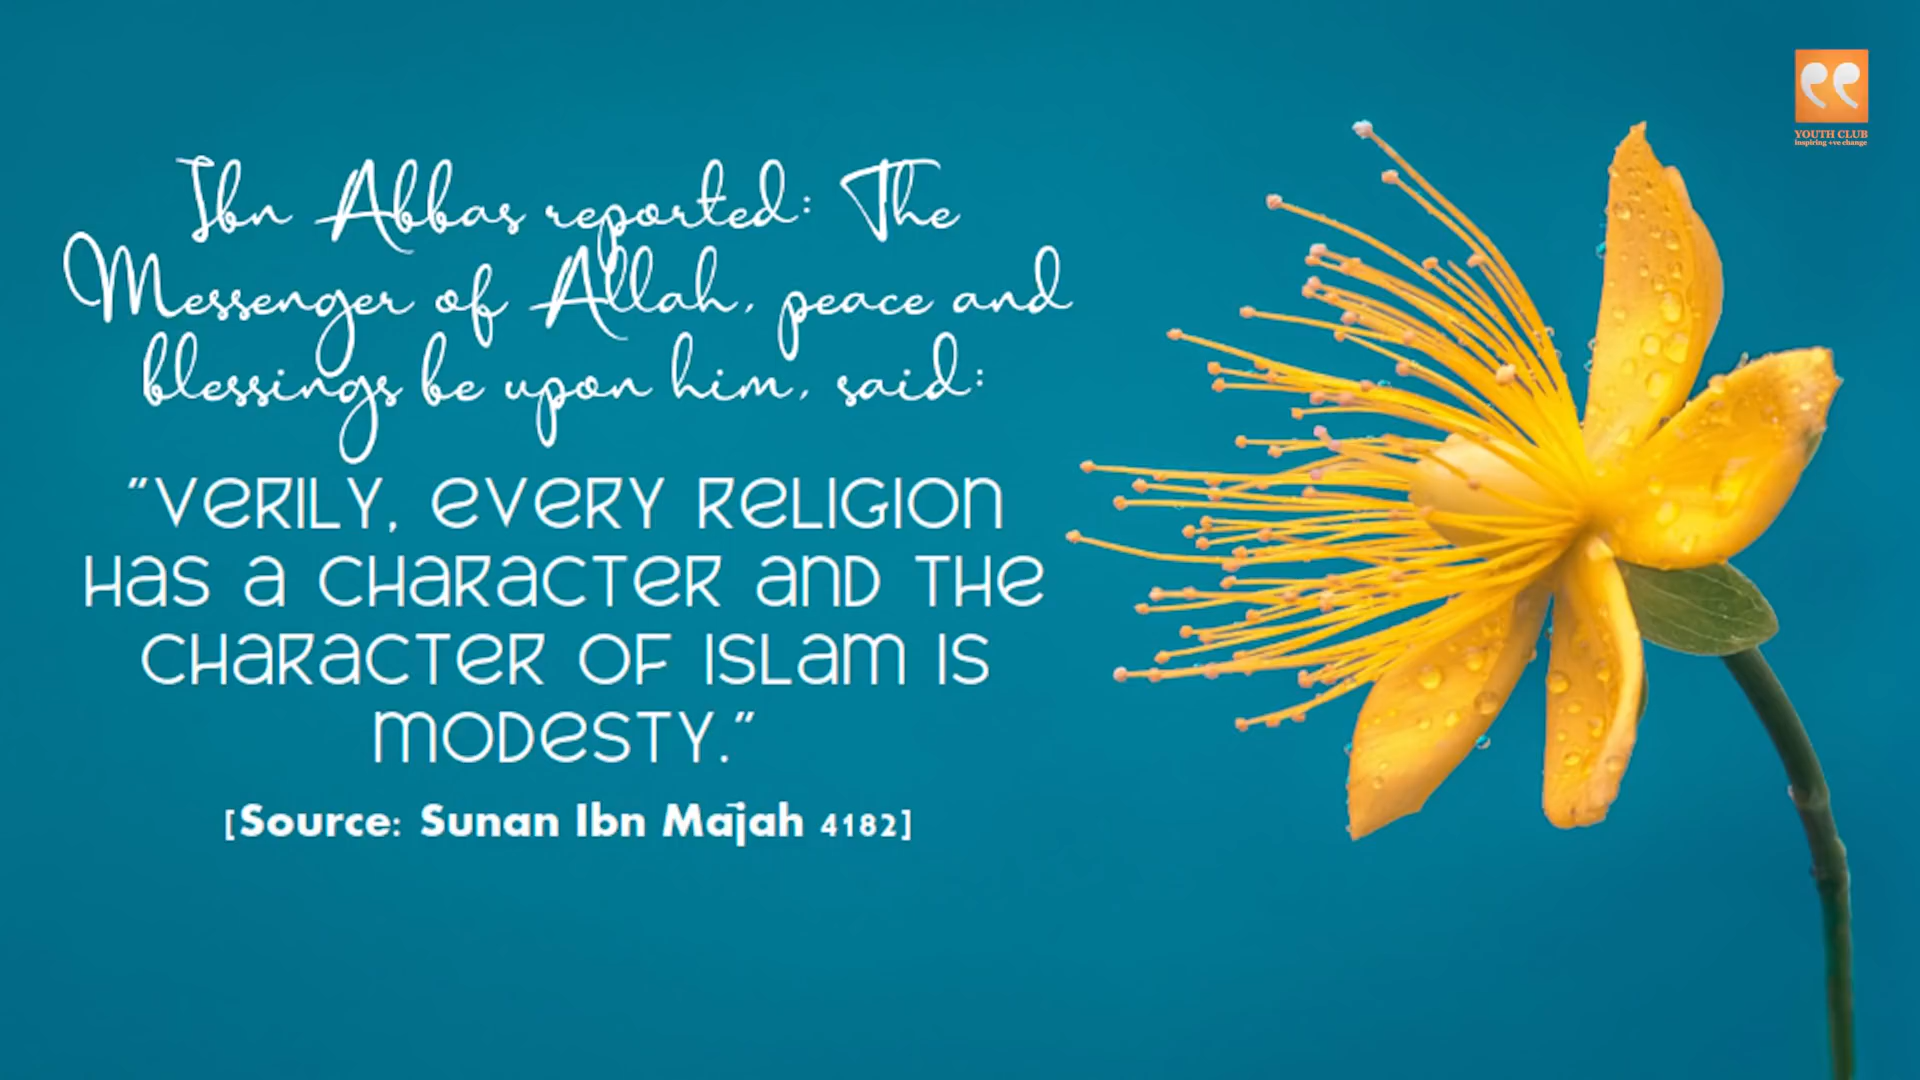 Ibn Abbas reported: The
Messenger of Allah, peace and
blessings be upon him, said:
"VERILY, EVERY RELIGION
HAS A CHARACTER AND THE
CHARACTER OF ISLAM IS
MODESTY."
[Source: Sunan Ibn Mājah 4182]
YOUTH CLUB
inspiring +ve change